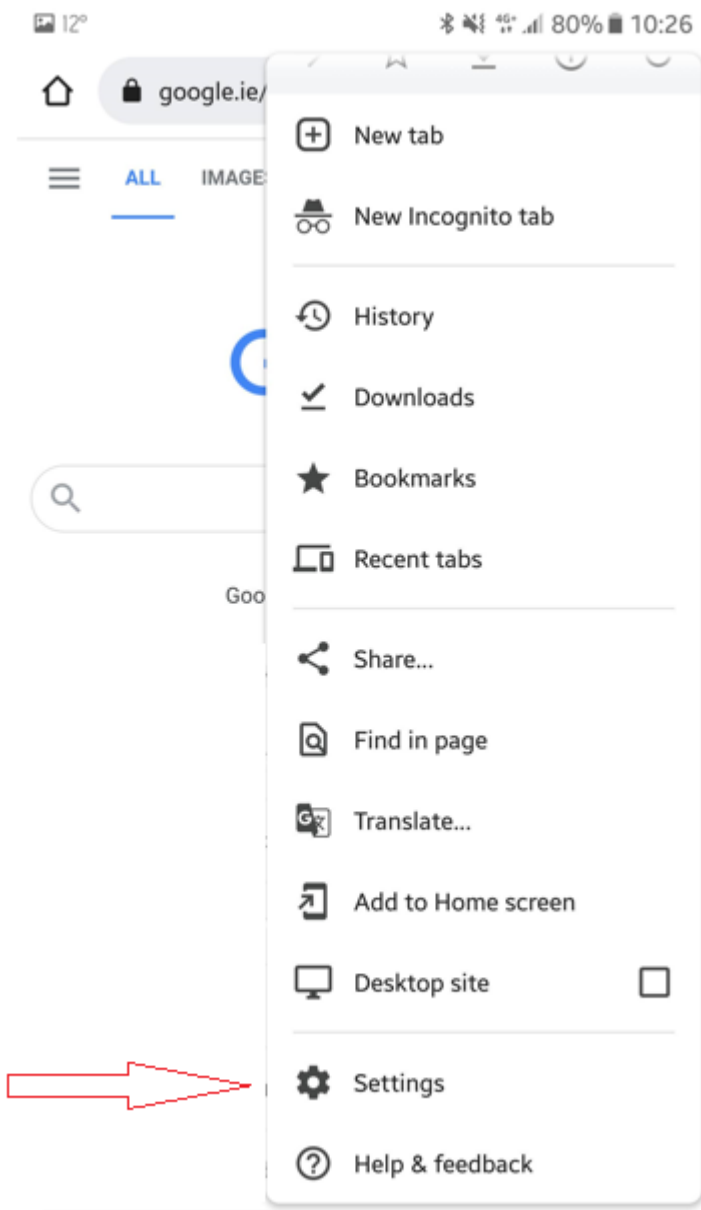 12° 4G+ 80% 10:26
google.ie/
New tab
ALL IMAGE
New Incognito tab
History
Downloads
Bookmarks
Recent tabs
Goo
Share...
Find in page
Translate...
Add to Home screen
Desktop site
Settings
Help & feedback